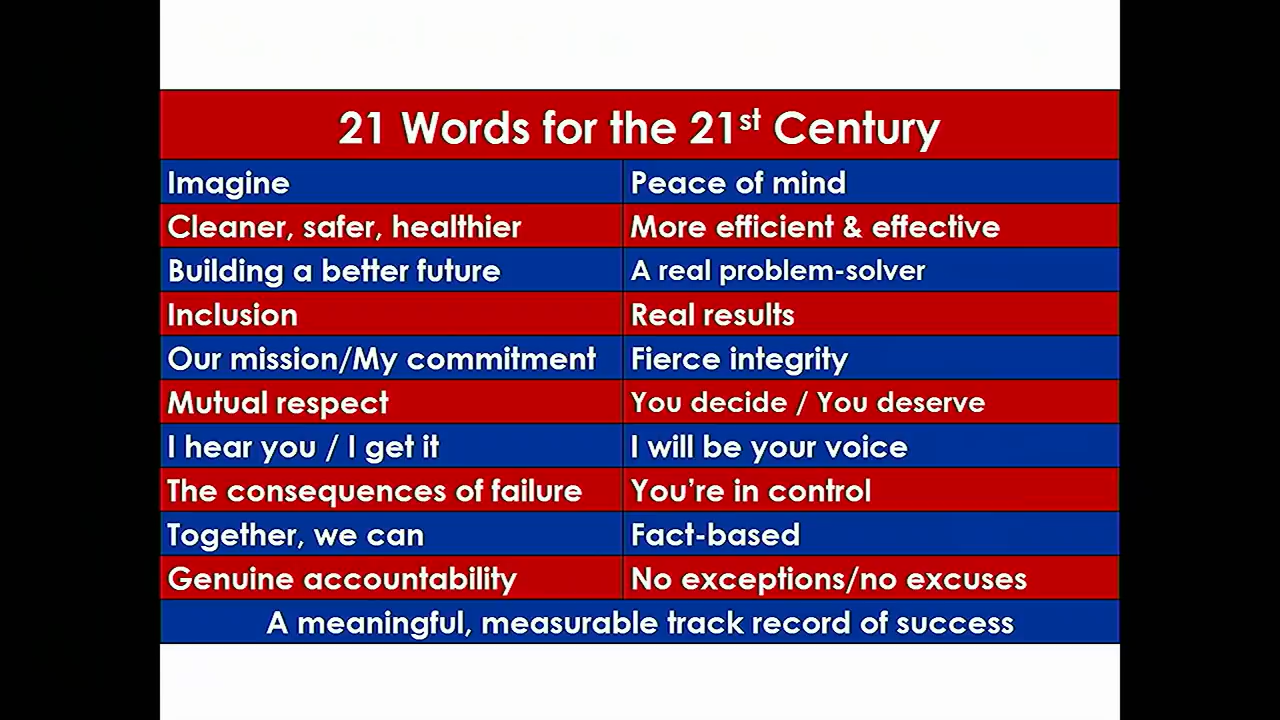 21 Words for the 21st Century
Imagine
Peace of mind
Cleaner, safer, healthier
More efficient & effective
Building a better future
A real problem-solver
Inclusion
Real results
Our mission/My commitment
Fierce integrity
Mutual respect
You decide / You deserve
I hear you / I get it
I will be your voice
The consequences of failure
You're in control
Together, we can
Fact-based
Genuine accountability
No exceptions/no excuses
A meaningful, measurable track record of success